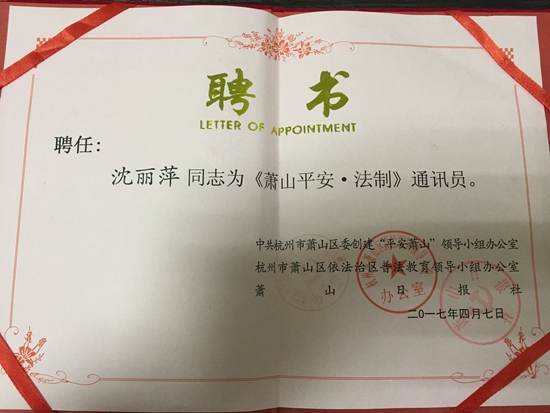 聘书
LETTER OF APPOINTMENT
聘任:
沈丽萍同志为《萧山平安·法制》通讯员。
中共杭州市萧山区委创建“平安萧山”领导小组办公室
杭州市萧山区依法治区普法教育领导小组办公室
萧山日报社
办公室
二〇一七年四月七日